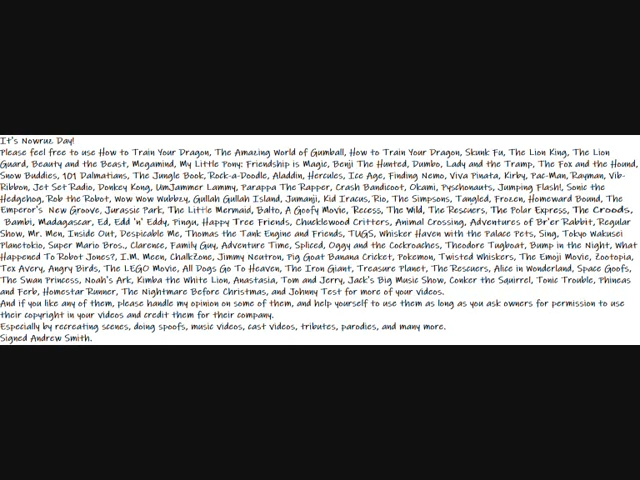 It's Nowruz Day!
Please feel free to use How to Train Your Dragon, The Amazing World of Gumball, How to Train Your Dragon, Skunk Fu, The Lion King, The Lion
Guard, Beauty and the Beast, Megamind, My Little Pony: Friendship is Magic, Benji The Hunted, Dumbo, Lady and the Tramp, The Fox and the Hound,
Snow Buddies, 101 Dalmatians, The Jungle Book, Rock-a-Doodle, Aladdin, Hercules, Ice Age, Finding Nemo, Viva Pinata, Kirby, Pac-Man, Rayman, Vib-
Ribbon, Jet Set Radio, Donkey Kong, UmJammer Lammy, Parappa The Rapper, Crash Bandicoot, Okami, Pyschonauts, Jumping Flash!, Sonic the
Hedgehog, Rob the Robot, Wow Wow Wubbzy, Gullah Gullah Island, Jumanji, Kid Iracus, Rio, The Simpsons, Tangled, Frozen, Homeward Bound, The
Emperor's New Groove, Jurassic Park, The Little Mermaid, Balto, A Goofy Movie, Recess, The Wild, The Rescuers, The Polar Express, The Croods,
Bambi, Madagascar, Ed, Edd 'n' Eddy, Pingu, Happy Tree Friends, Chucklewood Critters, Animal Crossing, Adventures of Br'er Rabbit, Regular
Show, Mr. Men, Inside Out, Despicable Me, Thomas the Tank Engine and Friends, TUGS, Whisker Haven with the Palace Pets, Sing, Tokyo Wakusei
Planetokio, Super Mario Bros., Clarence, Family Guy, Adventure Time, Spliced, Oggy and the Cockroaches, Theodore Tugboat, Bump in the Night, What
Happened To Robot Jones?, I.M. Meen, ChalkZone, Jimmy Neutron, Pig Goat Banana Cricket, Pokemon, Twisted Whiskers, The Emoji Movie, Zootopia,
Tex Avery, Angry Birds, The LEGO Movie, All Dogs Go To Heaven, The Iron Giant, Treasure Planet, The Rescuers, Alice in Wonderland, Space Goofs,
The Swan Princess, Noah's Ark, Kimba the White Lion, Anastasia, Tom and Jerry, Jack's Big Music Show, Conker the Squirrel, Tonic Trouble, Phineas
and Ferb, Homestar Runner, The Nightmare Before Christmas, and Johnny Test for more of your videos.
And if you like any of them, please handle my opinion on some of them, and help yourself to use them as long as you ask owners for permission to use
their copyright in your videos and credit them for their company.
Especially by recreating scenes, doing spoofs, music videos, cast videos, tributes, parodies, and many more.
Signed Andrew Smith.